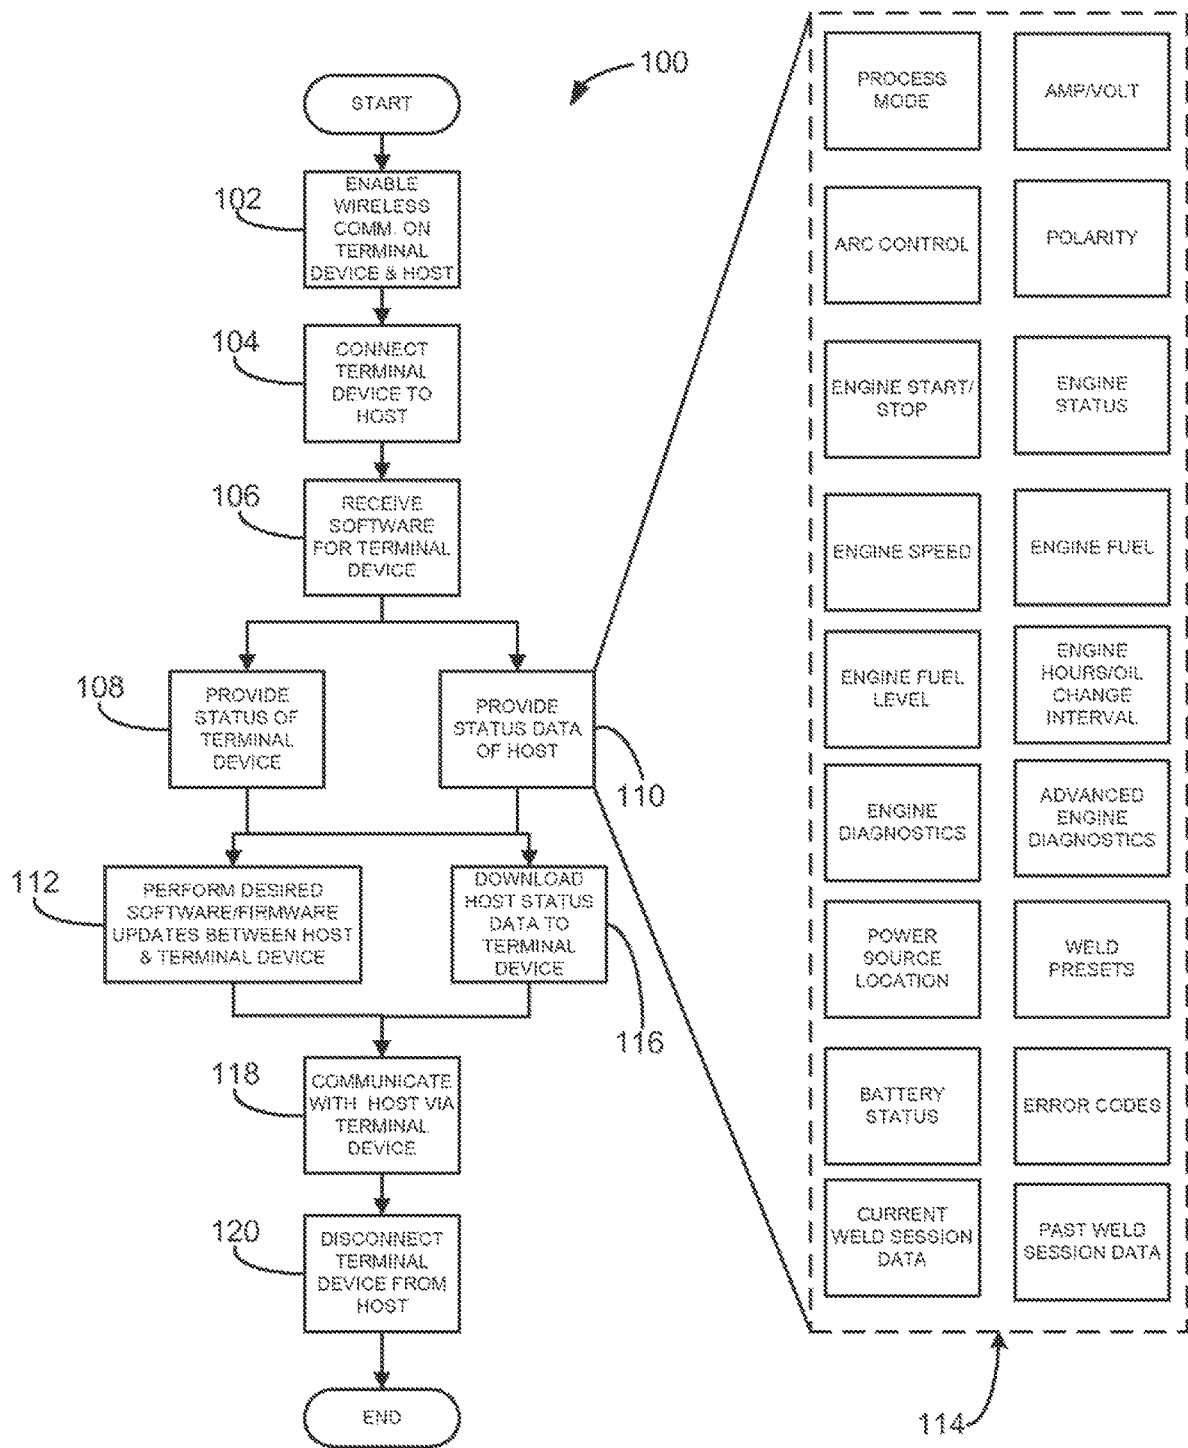 100
START
102
ENABLE
WIRELESS
COMM. ON
TERMINAL
DEVICE & HOST
104
CONNECT
TERMINAL
DEVICE TO
HOST
106
RECEIVE
SOFTWARE
FOR TERMINAL
DEVICE
108
PROVIDE
STATUS OF
TERMINAL
DEVICE
PROVIDE
STATUS DATA
OF HOST
110
112
PERFORM DESIRED
SOFTWARE/FIRMWARE
UPDATES BETWEEN HOST
& TERMINAL DEVICE
DOWNLOAD
HOST STATUS
DATA TO
TERMINAL
DEVICE
116
118
COMMUNICATE
WITH HOST VIA
TERMINAL
DEVICE
120
DISCONNECT
TERMINAL
DEVICE FROM
HOST
END
PROCESS
MODE
AMP/VOLT
ARC CONTROL
POLARITY
ENGINE START/
STOP
ENGINE
STATUS
ENGINE SPEED
ENGINE FUEL
ENGINE FUEL
LEVEL
ENGINE
HOURS/OIL
CHANGE
INTERVAL
ENGINE
DIAGNOSTICS
ADVANCED
ENGINE
DIAGNOSTICS
POWER
SOURCE
LOCATION
WELD
PRESETS
BATTERY
STATUS
ERROR CODES
CURRENT
WELD SESSION
DATA
PAST WELD
SESSION DATA
114